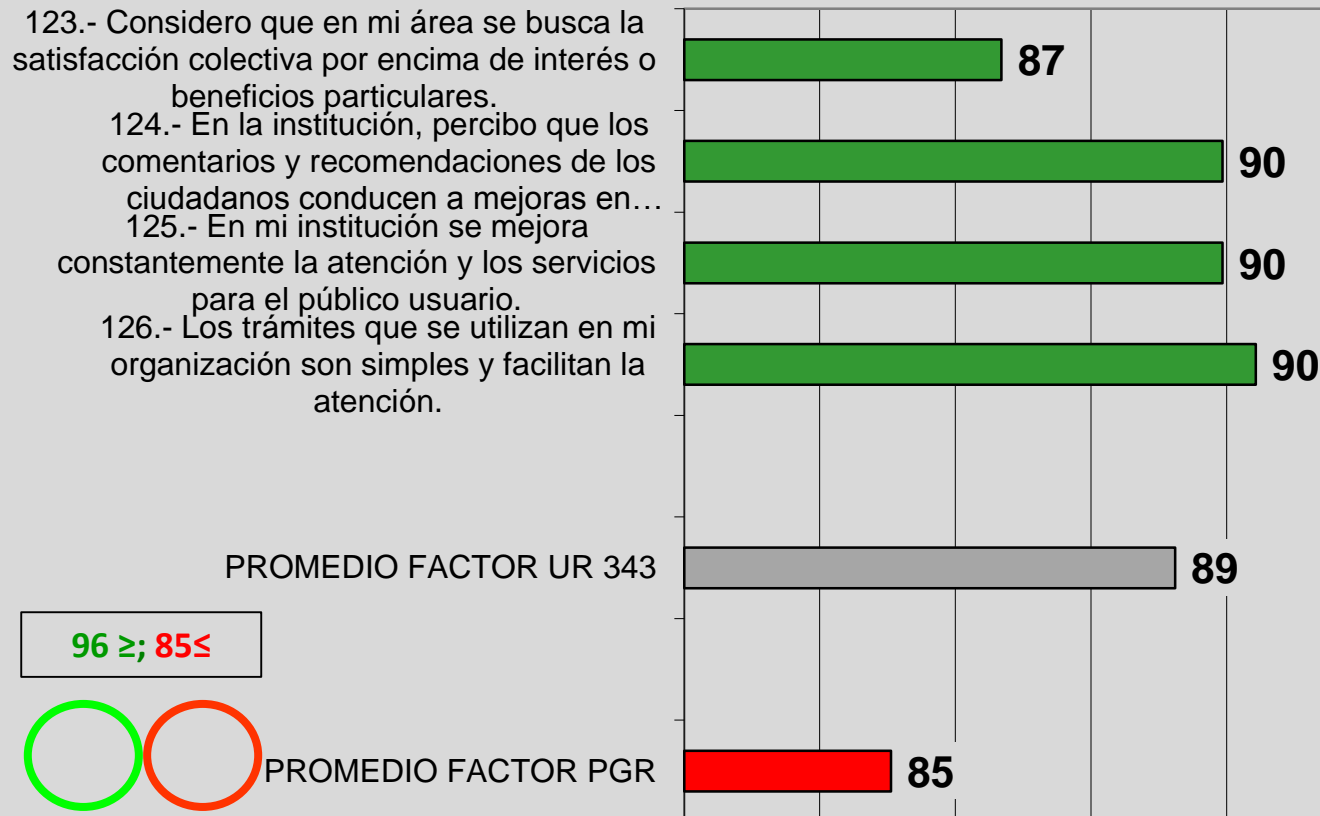 123.- Considero que en mi área se busca la
satisfacción colectiva por encima de interés o
beneficios particulares.
87
124.- En la institución, percibo que los
comentarios y recomendaciones de los
ciudadanos conducen a mejoras en…
90
125.- En mi institución se mejora
constantemente la atención y los servicios
para el público usuario.
90
126.- Los trámites que se utilizan en mi
organización son simples y facilitan la
atención.
90
PROMEDIO FACTOR UR 343
89
96 ≥; 85≤
PROMEDIO FACTOR PGR
85